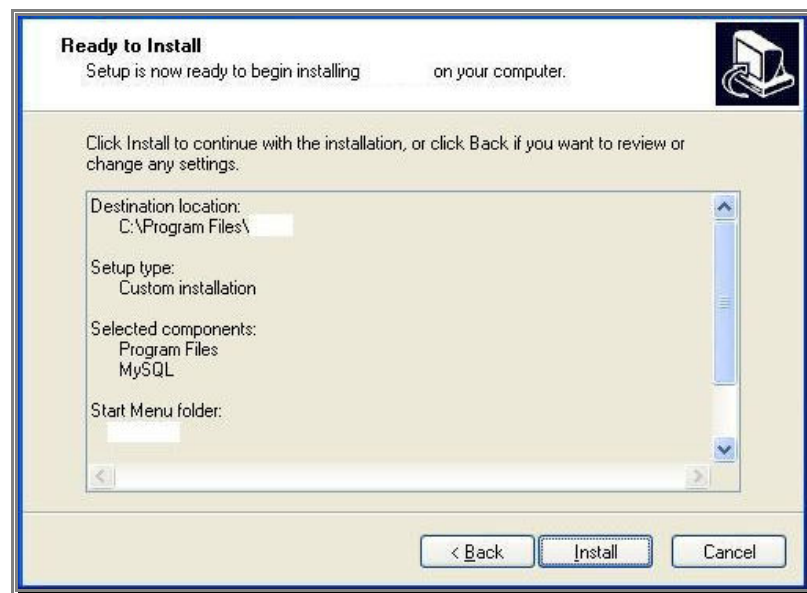 Ready to Install
Setup is now ready to begin installing on your computer.
Click Install to continue with the installation, or click Back if you want to review or
change any settings.
Destination location:
C:\Program Files\
Setup type:
Custom installation
Selected components:
Program Files
MySQL
Start Menu folder:
< Back
Install
Cancel